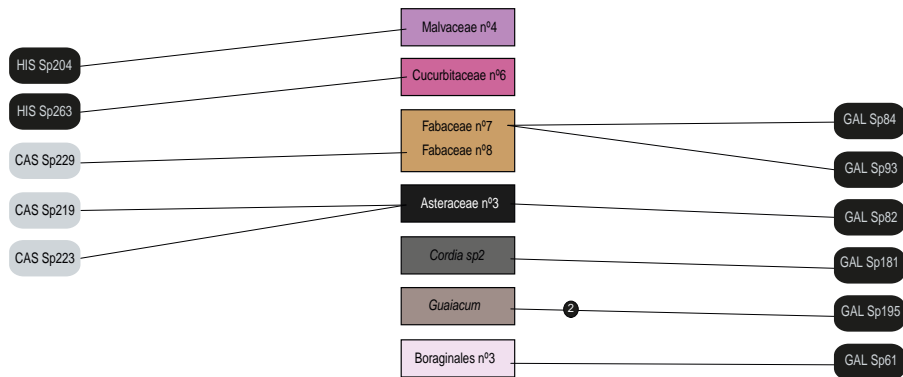 HIS Sp204
HIS Sp263
CAS Sp229
CAS Sp219
CAS Sp223
Malvaceae nº4
Cucurbitaceae nº6
Fabaceae nº7
Fabaceae nº8
Asteraceae nº3
Cordia sp2
Guaiacum
Boraginales nº3
2
GAL Sp84
GAL Sp93
GAL Sp82
GAL Sp181
GAL Sp195
GAL Sp61